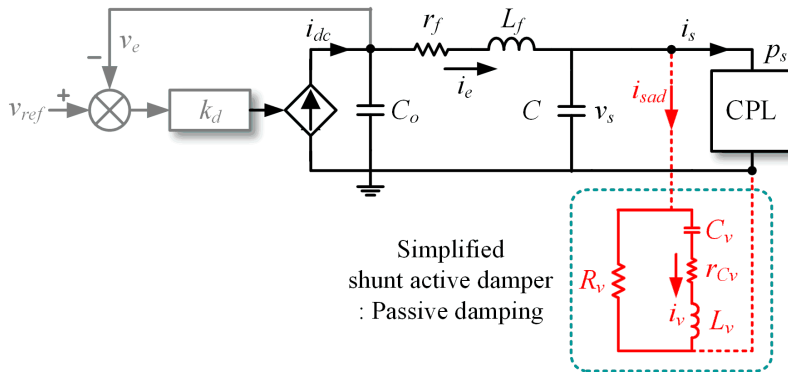 i_dc
r_f
L_f
i_s
p_s
v_e
−
+
v_ref
k_d
C_o
i_e
C
v_s
i_sad
CPL
Simplified
shunt active damper
: Passive damping
R_v
C_v
r_Cv
i_v
L_v